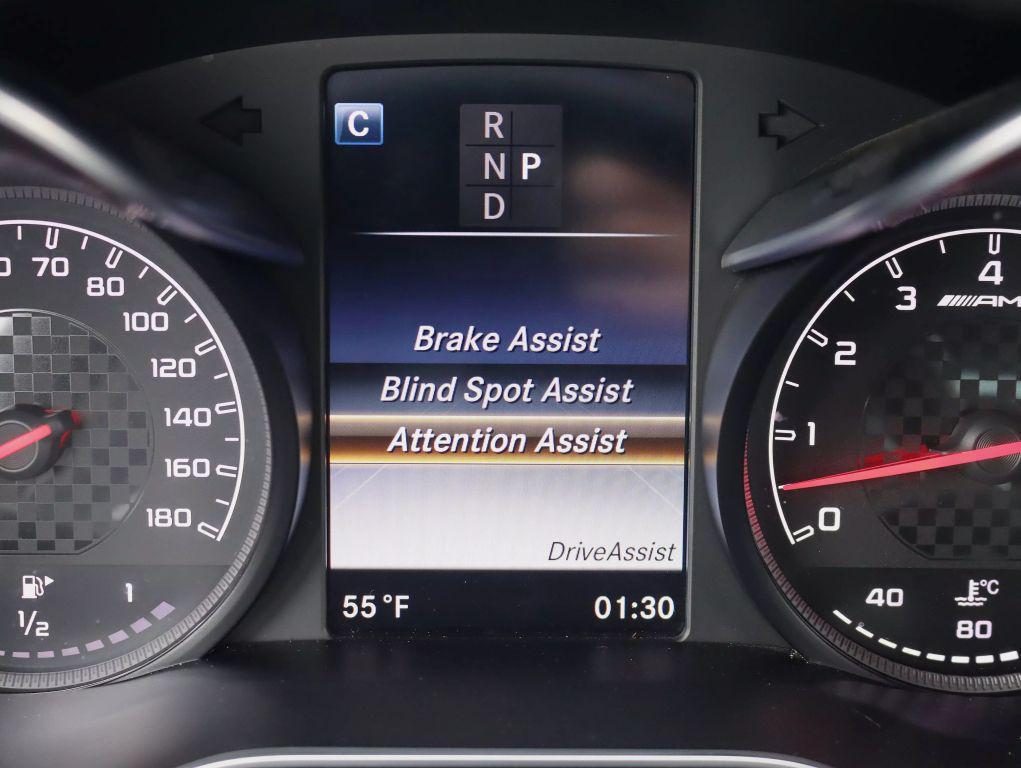 C
R
N P
D
Brake Assist
Blind Spot Assist
Attention Assist
DriveAssist
55 °F
01:30
70
80
100
120
140
160
180
1/2
1
4
3
2
1
0
40
°C
80